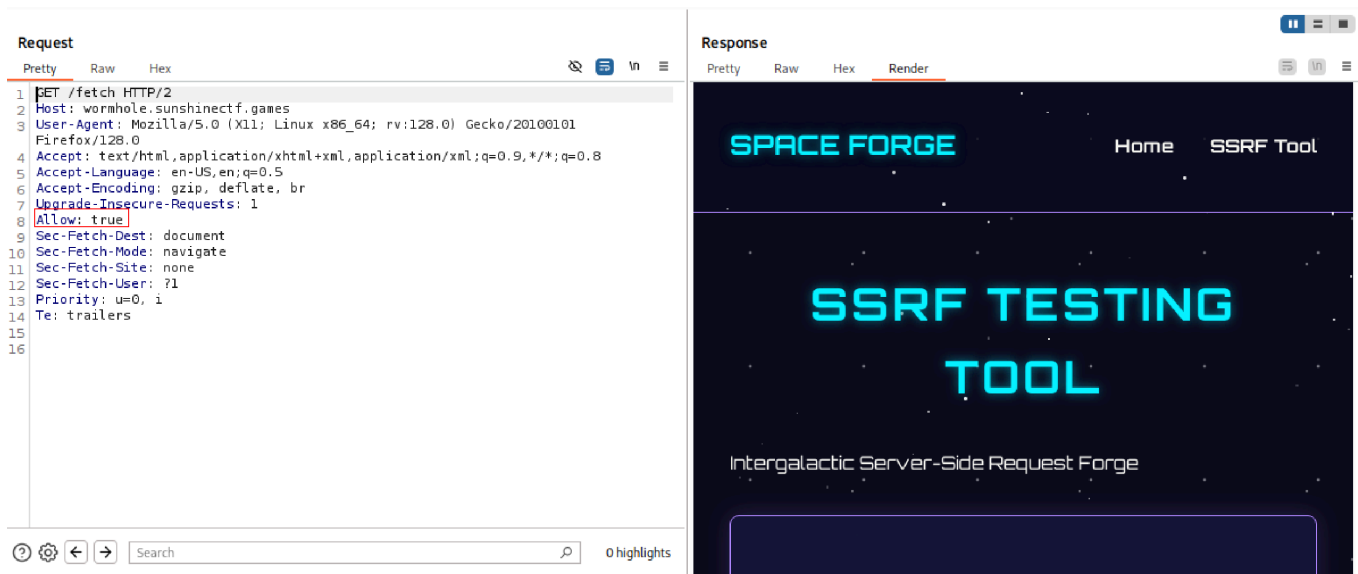 Request
Pretty Raw Hex \n
1 GET /fetch HTTP/2
2 Host: wormhole.sunshinectf.games
3 User-Agent: Mozilla/5.0 (X11; Linux x86_64; rv:128.0) Gecko/20100101
Firefox/128.0
4 Accept: text/html,application/xhtml+xml,application/xml;q=0.9,*/*;q=0.8
5 Accept-Language: en-US,en;q=0.5
6 Accept-Encoding: gzip, deflate, br
7 Upgrade-Insecure-Requests: 1
8 Allow: true
9 Sec-Fetch-Dest: document
10 Sec-Fetch-Mode: navigate
11 Sec-Fetch-Site: none
12 Sec-Fetch-User: ?1
13 Priority: u=0, i
14 Te: trailers
15
16
Search 0 highlights
Response
Pretty Raw Hex Render \n
SPACE FORGE Home SSRF Tool
SSRF TESTING
TOOL
Intergalactic Server-Side Request Forge